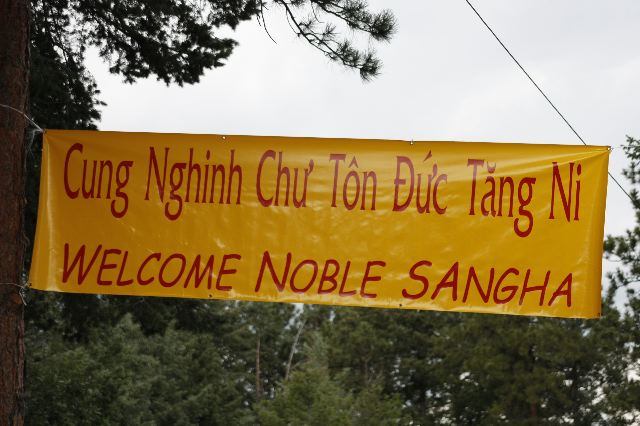 Cung Nghinh Chư Tôn Đức Tăng Ni
WELCOME NOBLE SANGHA